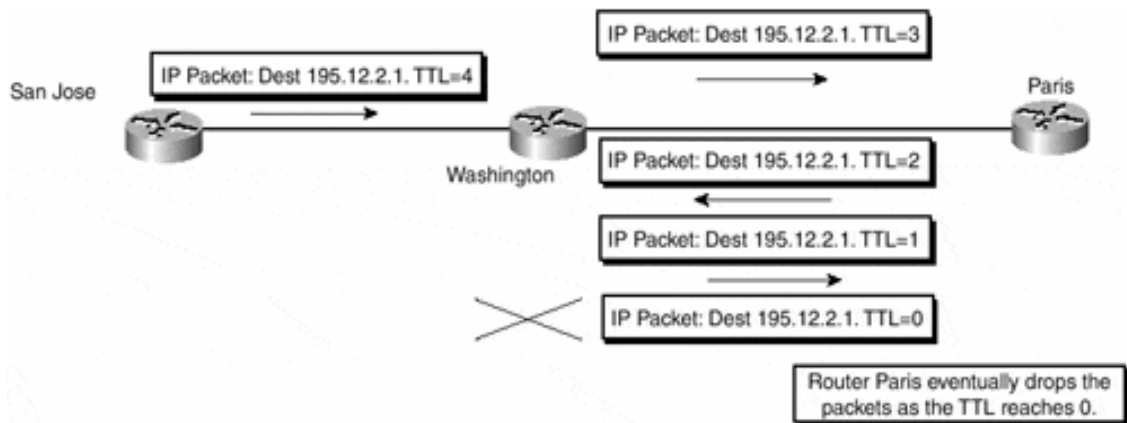 IP Packet: Dest 195.12.2.1. TTL=3
IP Packet: Dest 195.12.2.1. TTL=4
San Jose
Paris
Washington
IP Packet: Dest 195.12.2.1. TTL=2
IP Packet: Dest 195.12.2.1. TTL=1
IP Packet: Dest 195.12.2.1. TTL=0
Router Paris eventually drops the
packets as the TTL reaches 0.